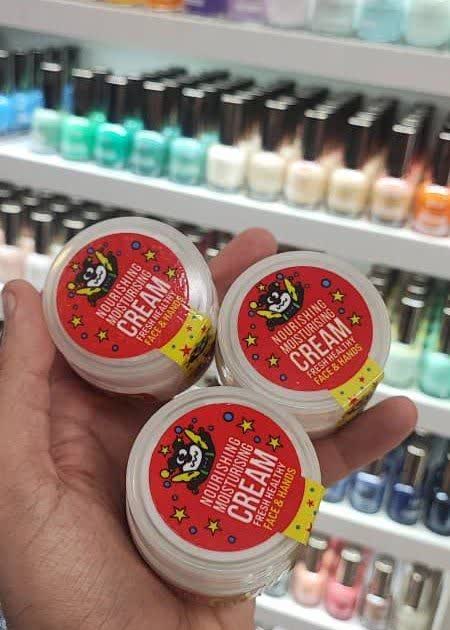 NOURISHING
MOISTURISING
CREAM
FRESH HEALTHY
FACE & HANDS
NOURISHING
MOISTURISING
CREAM
FRESH HEALTHY
FACE & HANDS
NOURISHING
MOISTURISING
CREAM
FRESH HEALTHY
FACE & HANDS